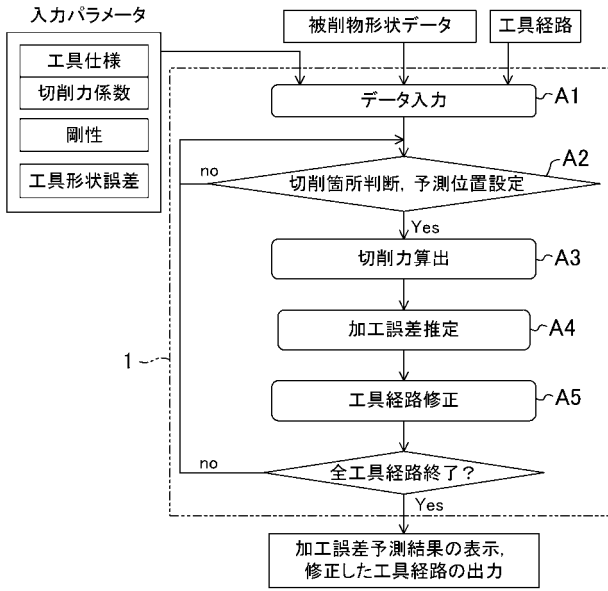 入力パラメータ
工具仕様
切削力係数
剛性
工具形状誤差
被削物形状データ
工具経路
データ入力
A1
切削箇所判断, 予測位置設定
A2
no
Yes
切削力算出
A3
加工誤差推定
A4
1
工具経路修正
A5
全工具経路終了?
no
Yes
加工誤差予測結果の表示,
修正した工具経路の出力